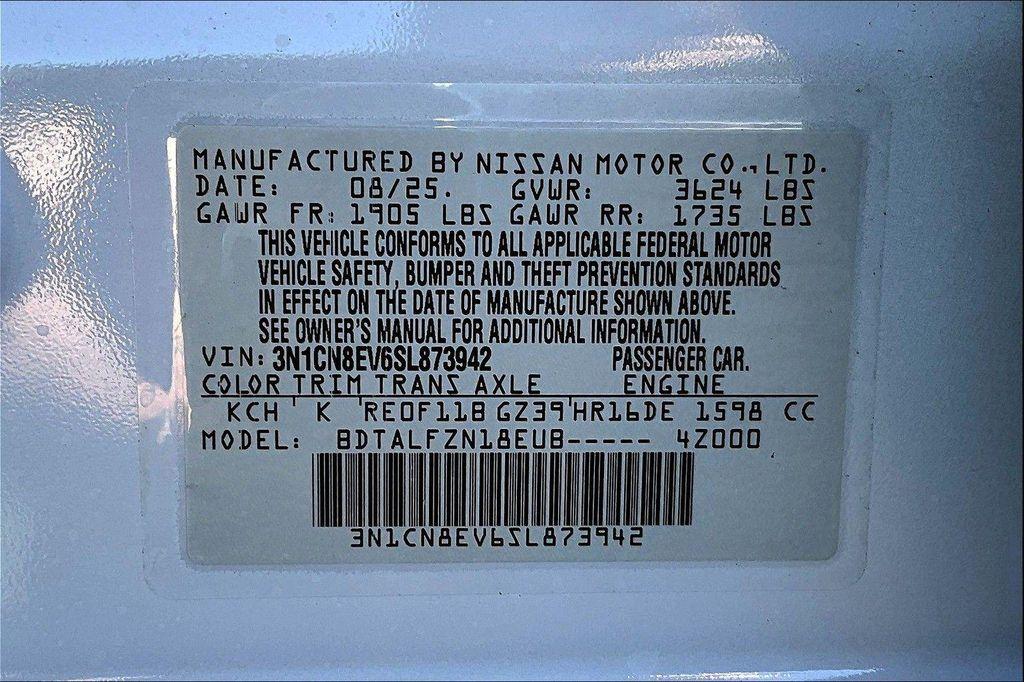 MANUFACTURED BY NISSAN MOTOR CO.,LTD.
DATE: 08/25. GVWR: 3624 LBS
GAWR FR: 1905 LBS GAWR RR: 1735 LBS
THIS VEHICLE CONFORMS TO ALL APPLICABLE FEDERAL MOTOR
VEHICLE SAFETY, BUMPER AND THEFT PREVENTION STANDARDS
IN EFFECT ON THE DATE OF MANUFACTURE SHOWN ABOVE.
SEE OWNER'S MANUAL FOR ADDITIONAL INFORMATION.
VIN: 3N1CN8EV6SL873942 PASSENGER CAR.
COLOR TRIM TRANS AXLE ENGINE
KCH K RE0F11B GZ39 HR16DE 1598 CC
MODEL: BDTALFZN18EUB----- 4Z000
3N1CN8EV6SL873942